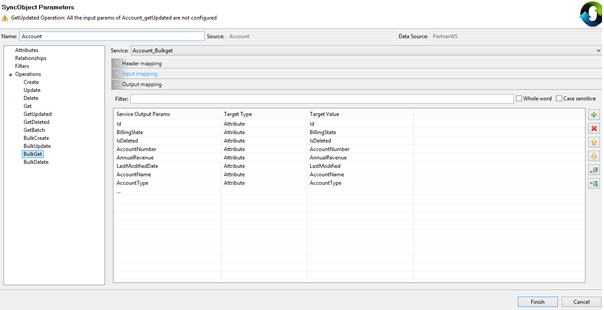 SyncObject Parameters
GetUpdated Operation: All the input params of Account_getUpdated are not configured
Name: Account Source: Account Data Source: PartnerWS
Attributes
Relationships
Filters
Operations
Create
Update
Delete
Get
GetUpdated
GetDeleted
GetBatch
BulkCreate
BulkUpdate
BulkGet
BulkDelete
Service: Account_Bulkget
Header mapping
Input mapping
Output mapping
Filter: Whole word Case sensitive
Service Output Params Target Type Target Value
Id Attribute Id
BillingState Attribute BillingState
IsDeleted Attribute IsDeleted
AccountNumber Attribute AccountNumber
AnnualRevenue Attribute AnnualRevenue
LastModifiedDate Attribute LastModified
AccountName Attribute AccountName
AccountType Attribute AccountType
...
Finish Cancel